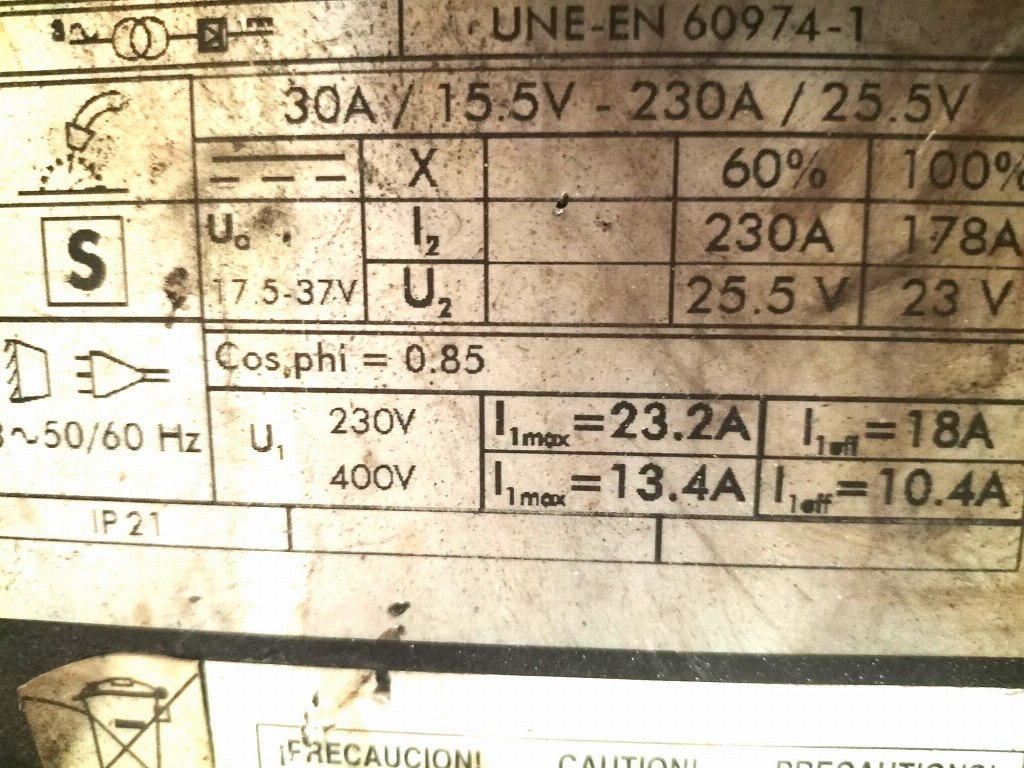 3~ UNE-EN 60974-1
30A / 15.5V - 230A / 25.5V
X 60% 100%
S U₀ I₂ 230A 178A
17.5-37V U₂ 25.5 V 23 V
Cos.phi = 0.85
3~50/60 Hz U₁ 230V I₁max=23.2A I₁eff=18A
400V I₁max=13.4A I₁eff=10.4A
IP 21
¡PRECAUCION! CAUTION! PRECAUTIONS!